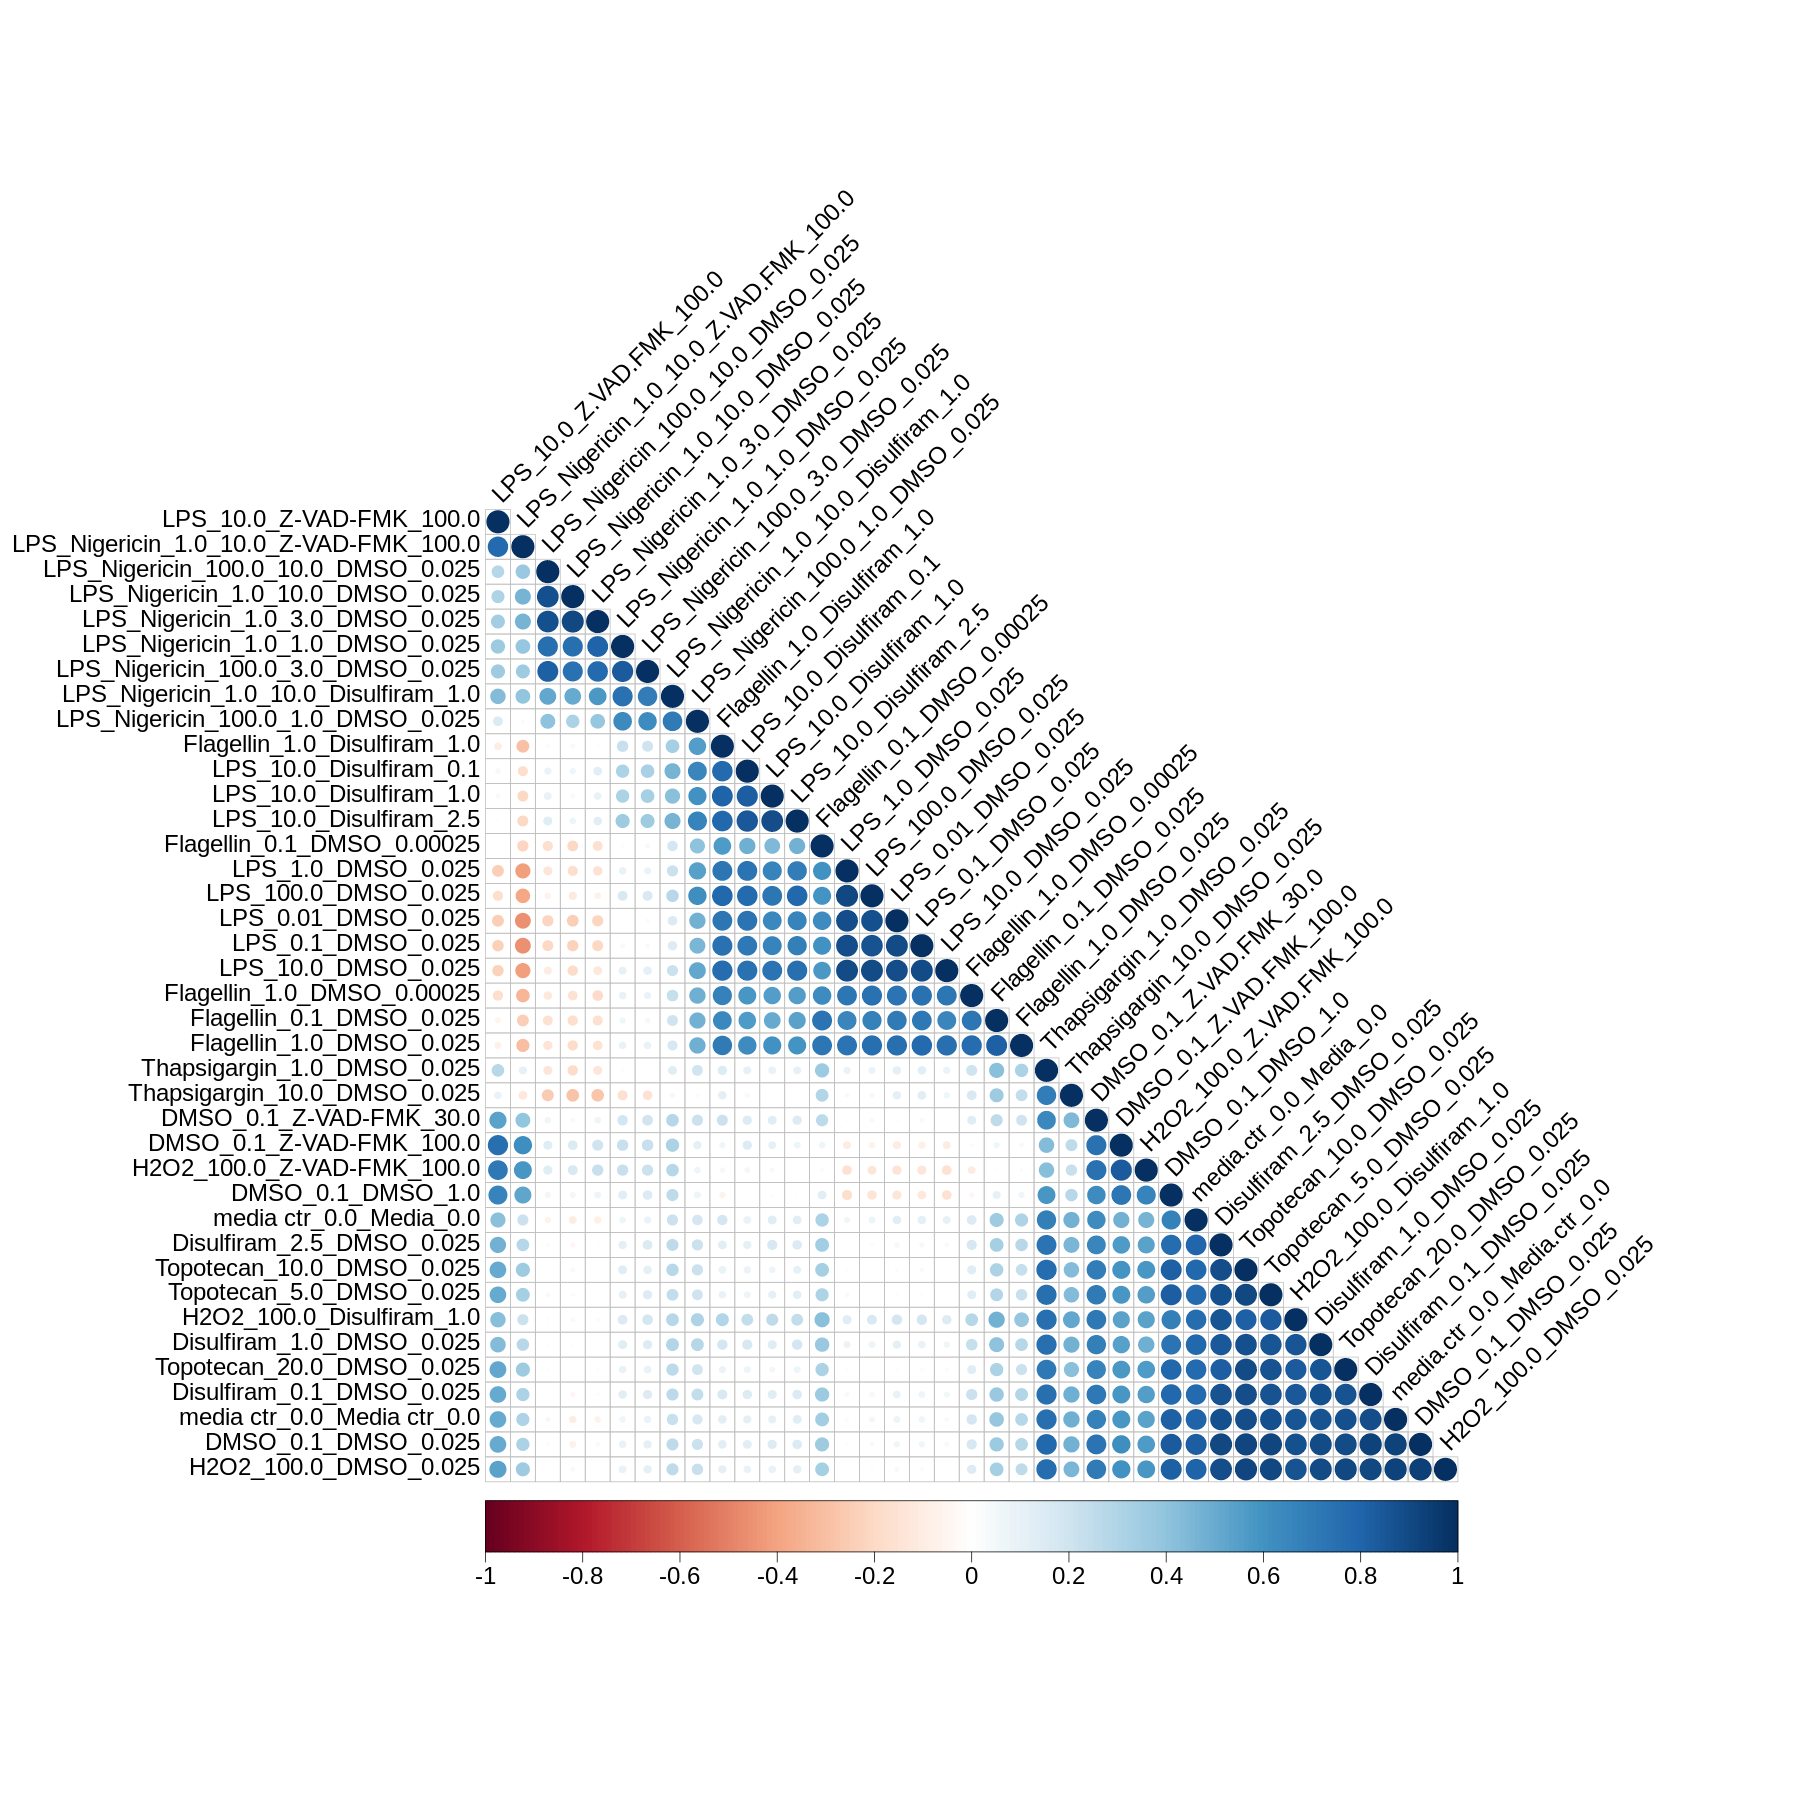 LPS_10.0_Z.VAD.FMK_100.0
LPS_Nigericin_1.0_10.0_Z.VAD.FMK_100.0
LPS_Nigericin_100.0_10.0_DMSO_0.025
LPS_Nigericin_1.0_10.0_DMSO_0.025
LPS_Nigericin_1.0_3.0_DMSO_0.025
LPS_Nigericin_1.0_1.0_DMSO_0.025
LPS_Nigericin_100.0_3.0_DMSO_0.025
LPS_Nigericin_1.0_10.0_Disulfiram_1.0
LPS_Nigericin_100.0_1.0_DMSO_0.025
Flagellin_1.0_Disulfiram_1.0
LPS_10.0_Disulfiram_0.1
LPS_10.0_Disulfiram_1.0
LPS_10.0_Disulfiram_2.5
Flagellin_0.1_DMSO_0.00025
LPS_1.0_DMSO_0.025
LPS_100.0_DMSO_0.025
LPS_0.01_DMSO_0.025
LPS_0.1_DMSO_0.025
LPS_10.0_DMSO_0.025
Flagellin_1.0_DMSO_0.00025
Flagellin_0.1_DMSO_0.025
Flagellin_1.0_DMSO_0.025
Thapsigargin_1.0_DMSO_0.025
Thapsigargin_10.0_DMSO_0.025
DMSO_0.1_Z.VAD.FMK_30.0
DMSO_0.1_Z.VAD.FMK_100.0
H2O2_100.0_Z.VAD.FMK_100.0
DMSO_0.1_DMSO_1.0
media.ctr_0.0_Media_0.0
Disulfiram_2.5_DMSO_0.025
Topotecan_10.0_DMSO_0.025
Topotecan_5.0_DMSO_0.025
H2O2_100.0_Disulfiram_1.0
Disulfiram_1.0_DMSO_0.025
Topotecan_20.0_DMSO_0.025
Disulfiram_0.1_DMSO_0.025
media.ctr_0.0_Media.ctr_0.0
DMSO_0.1_DMSO_0.025
H2O2_100.0_DMSO_0.025
LPS_10.0_Z-VAD-FMK_100.0
LPS_Nigericin_1.0_10.0_Z-VAD-FMK_100.0
LPS_Nigericin_100.0_10.0_DMSO_0.025
LPS_Nigericin_1.0_10.0_DMSO_0.025
LPS_Nigericin_1.0_3.0_DMSO_0.025
LPS_Nigericin_1.0_1.0_DMSO_0.025
LPS_Nigericin_100.0_3.0_DMSO_0.025
LPS_Nigericin_1.0_10.0_Disulfiram_1.0
LPS_Nigericin_100.0_1.0_DMSO_0.025
Flagellin_1.0_Disulfiram_1.0
LPS_10.0_Disulfiram_0.1
LPS_10.0_Disulfiram_1.0
LPS_10.0_Disulfiram_2.5
Flagellin_0.1_DMSO_0.00025
LPS_1.0_DMSO_0.025
LPS_100.0_DMSO_0.025
LPS_0.01_DMSO_0.025
LPS_0.1_DMSO_0.025
LPS_10.0_DMSO_0.025
Flagellin_1.0_DMSO_0.00025
Flagellin_0.1_DMSO_0.025
Flagellin_1.0_DMSO_0.025
Thapsigargin_1.0_DMSO_0.025
Thapsigargin_10.0_DMSO_0.025
DMSO_0.1_Z-VAD-FMK_30.0
DMSO_0.1_Z-VAD-FMK_100.0
H2O2_100.0_Z-VAD-FMK_100.0
DMSO_0.1_DMSO_1.0
media ctr_0.0_Media_0.0
Disulfiram_2.5_DMSO_0.025
Topotecan_10.0_DMSO_0.025
Topotecan_5.0_DMSO_0.025
H2O2_100.0_Disulfiram_1.0
Disulfiram_1.0_DMSO_0.025
Topotecan_20.0_DMSO_0.025
Disulfiram_0.1_DMSO_0.025
media ctr_0.0_Media ctr_0.0
DMSO_0.1_DMSO_0.025
H2O2_100.0_DMSO_0.025
-1 -0.8 -0.6 -0.4 -0.2 0 0.2 0.4 0.6 0.8 1